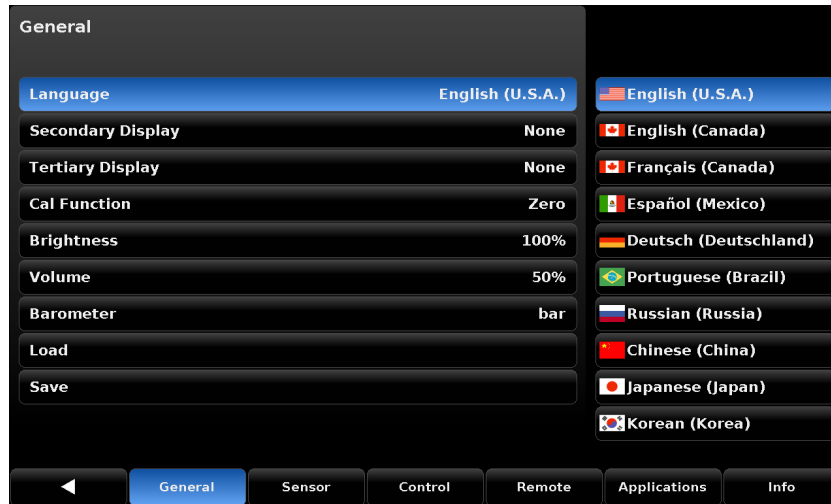 General
Language English (U.S.A.)
Secondary Display None
Tertiary Display None
Cal Function Zero
Brightness 100%
Volume 50%
Barometer bar
Load
Save
English (U.S.A.)
English (Canada)
Français (Canada)
Español (Mexico)
Deutsch (Deutschland)
Portuguese (Brazil)
Russian (Russia)
Chinese (China)
Japanese (Japan)
Korean (Korea)
General Sensor Control Remote Applications Info